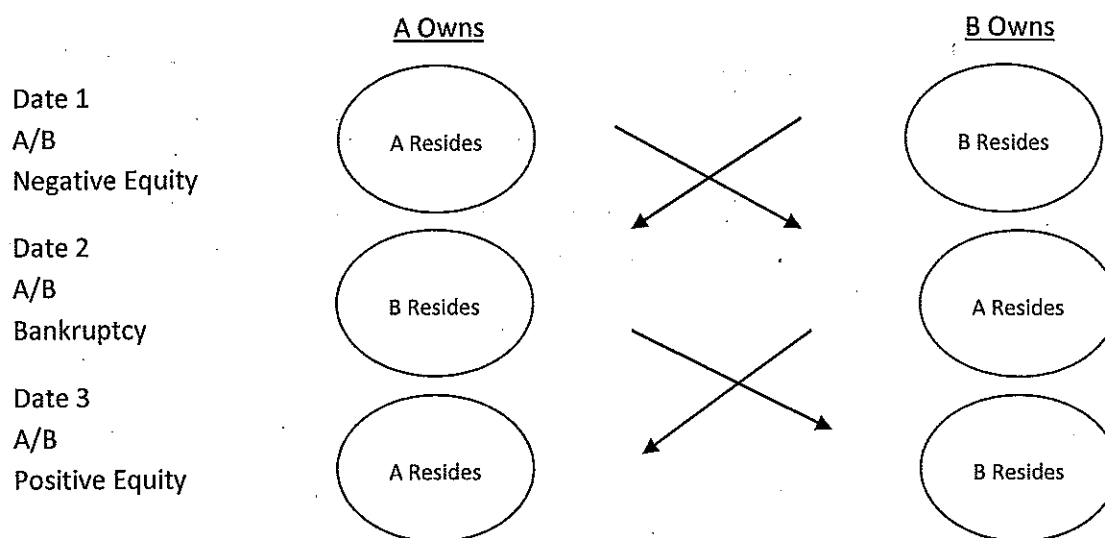 A Owns B Owns
Date 1
A/B
Negative Equity
A Resides B Resides
Date 2
A/B
Bankruptcy
B Resides A Resides
Date 3
A/B
Positive Equity
A Resides B Resides